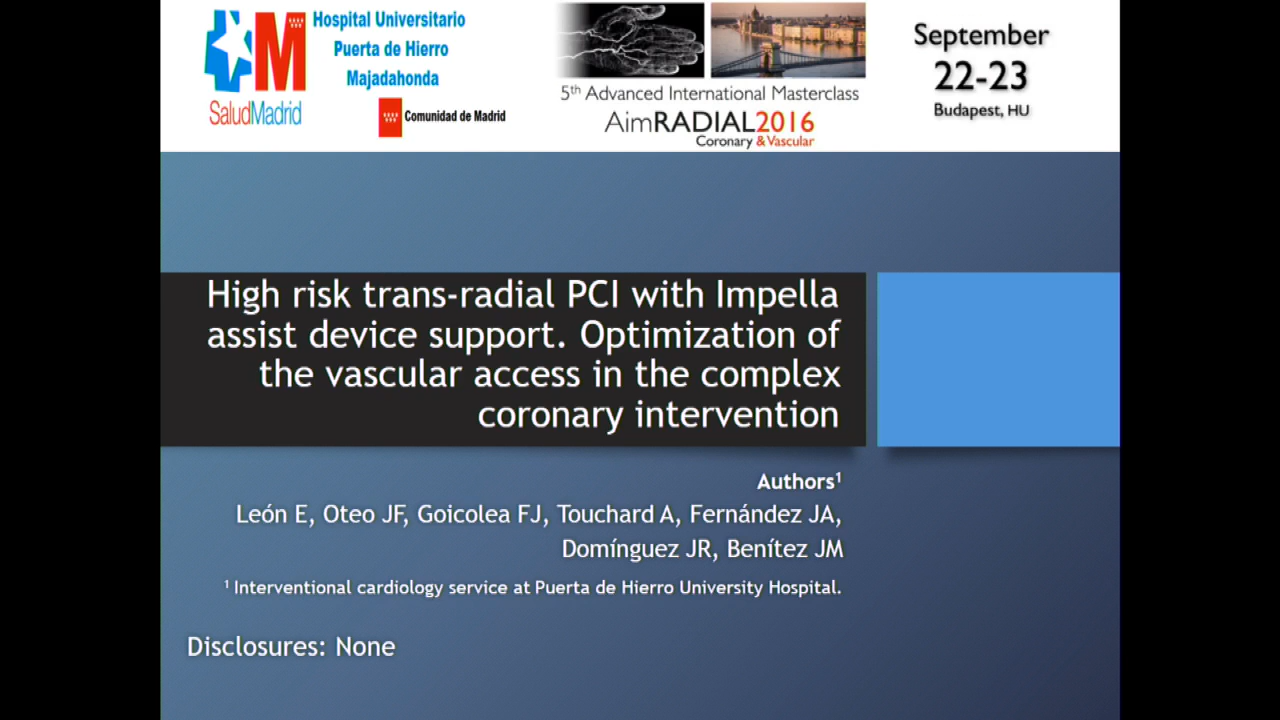 Hospital Universitario
Puerta de Hierro
Majadahonda
SaludMadrid
Comunidad de Madrid
5th Advanced International Masterclass
AimRADIAL2016
Coronary & Vascular
September
22-23
Budapest, HU
High risk trans-radial PCI with Impella
assist device support. Optimization of
the vascular access in the complex
coronary intervention
Authors¹
León E, Oteo JF, Goicolea FJ, Touchard A, Fernández JA,
Domínguez JR, Benítez JM
¹ Interventional cardiology service at Puerta de Hierro University Hospital.
Disclosures: None